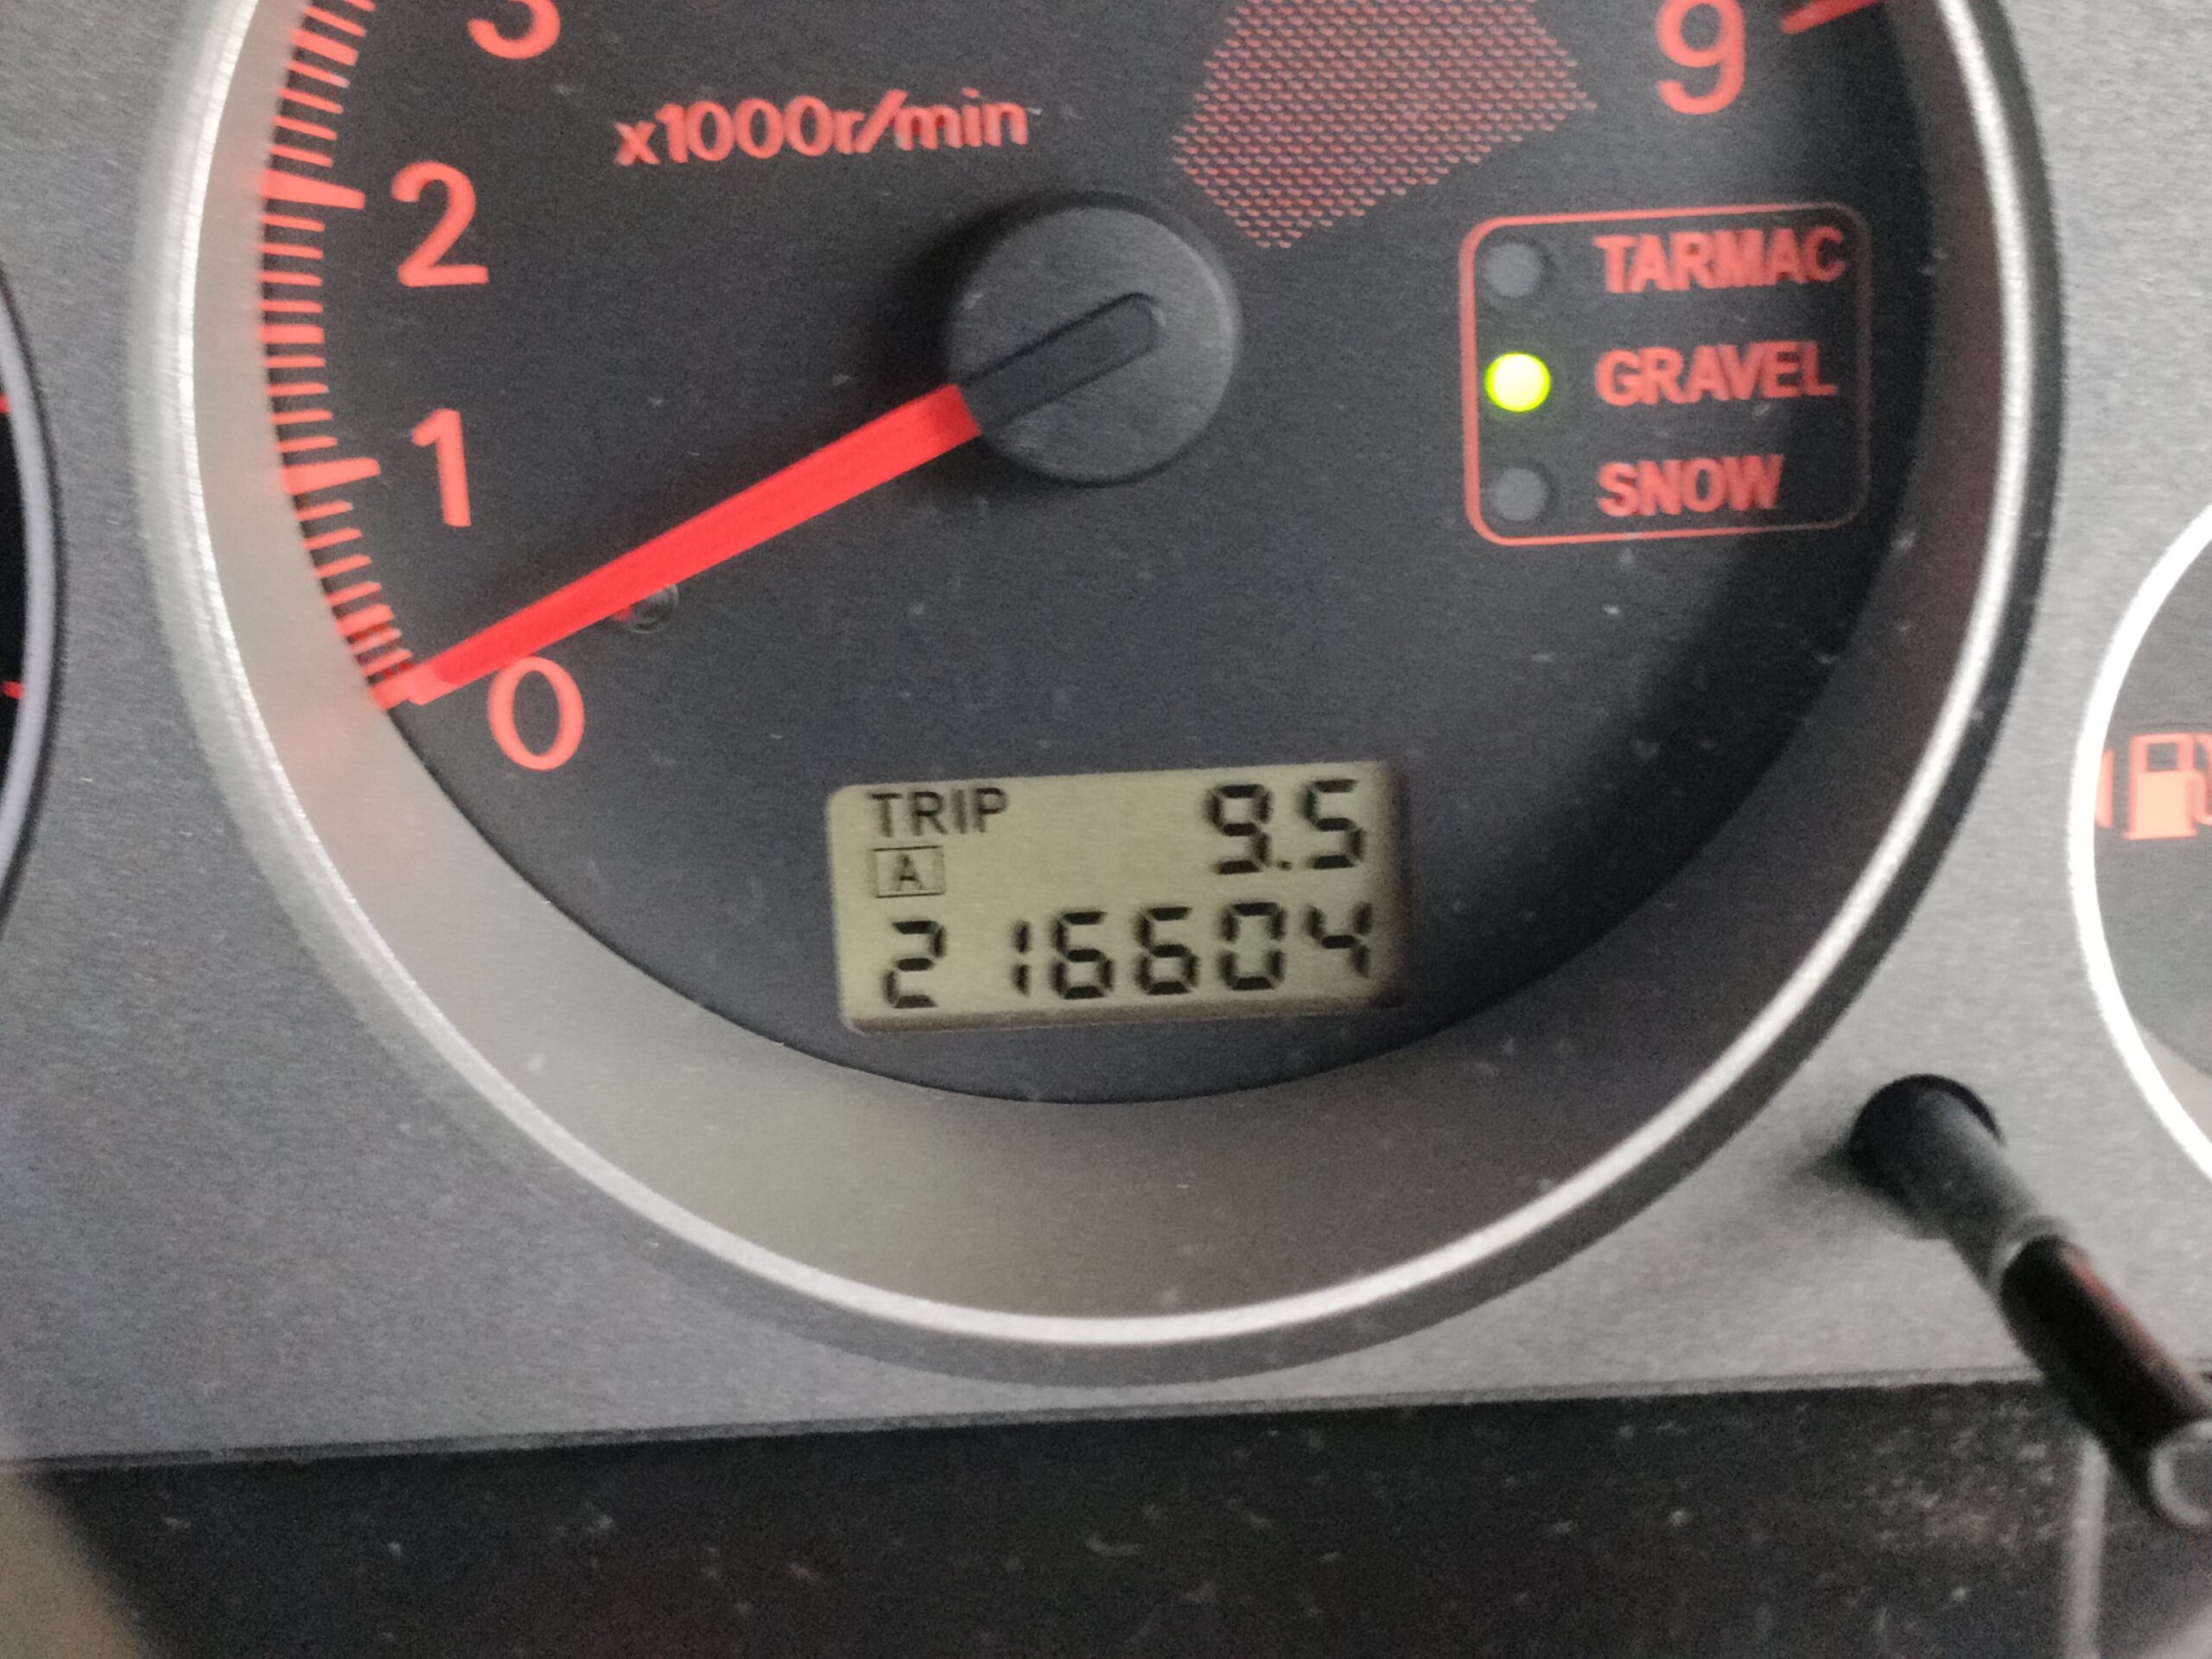 3
9
x1000r/min
2
TARMAC
GRAVEL
1
SNOW
0
TRIP 9.5
A
216604